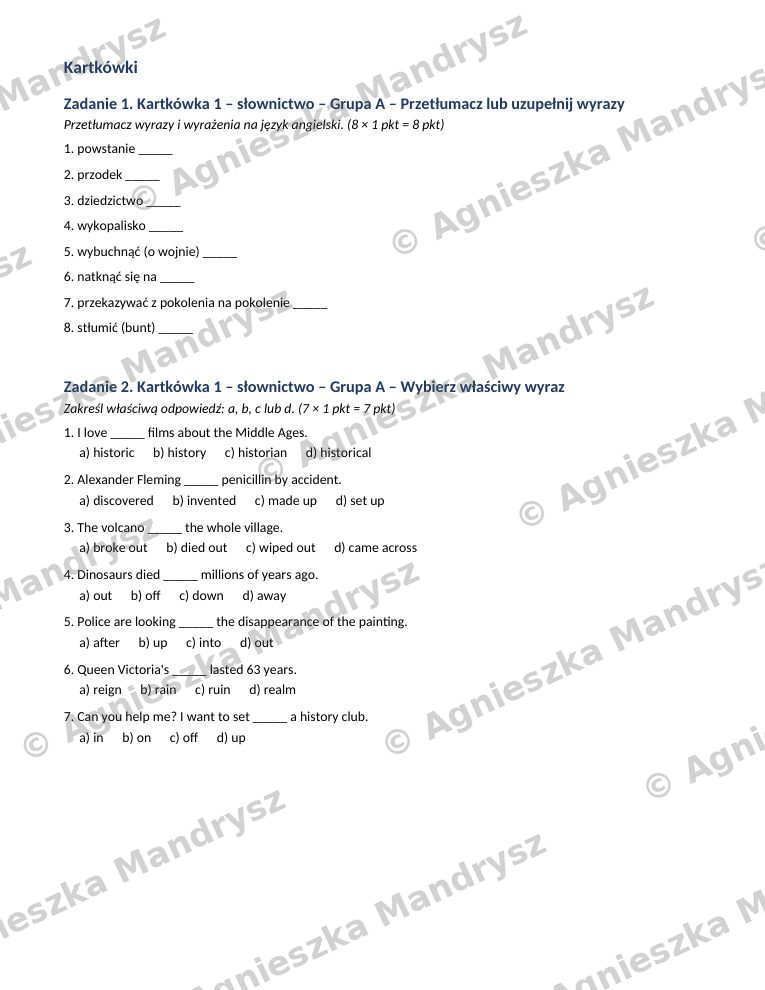 Kartkówki
Zadanie 1. Kartkówka 1 – słownictwo – Grupa A – Przetłumacz lub uzupełnij wyrazy
Przetłumacz wyrazy i wyrażenia na język angielski. (8 × 1 pkt = 8 pkt)
1. powstanie _____
2. przodek _____
3. dziedzictwo _____
4. wykopalisko _____
5. wybuchnąć (o wojnie) _____
6. natknąć się na _____
7. przekazywać z pokolenia na pokolenie _____
8. stłumić (bunt) _____
Zadanie 2. Kartkówka 1 – słownictwo – Grupa A – Wybierz właściwy wyraz
Zakreśl właściwą odpowiedź: a, b, c lub d. (7 × 1 pkt = 7 pkt)
1. I love _____ films about the Middle Ages.
a) historic b) history c) historian d) historical
2. Alexander Fleming _____ penicillin by accident.
a) discovered b) invented c) made up d) set up
3. The volcano _____ the whole village.
a) broke out b) died out c) wiped out d) came across
4. Dinosaurs died _____ millions of years ago.
a) out b) off c) down d) away
5. Police are looking _____ the disappearance of the painting.
a) after b) up c) into d) out
6. Queen Victoria's _____ lasted 63 years.
a) reign b) rain c) ruin d) realm
7. Can you help me? I want to set _____ a history club.
a) in b) on c) off d) up
© Agnieszka Mandrysz